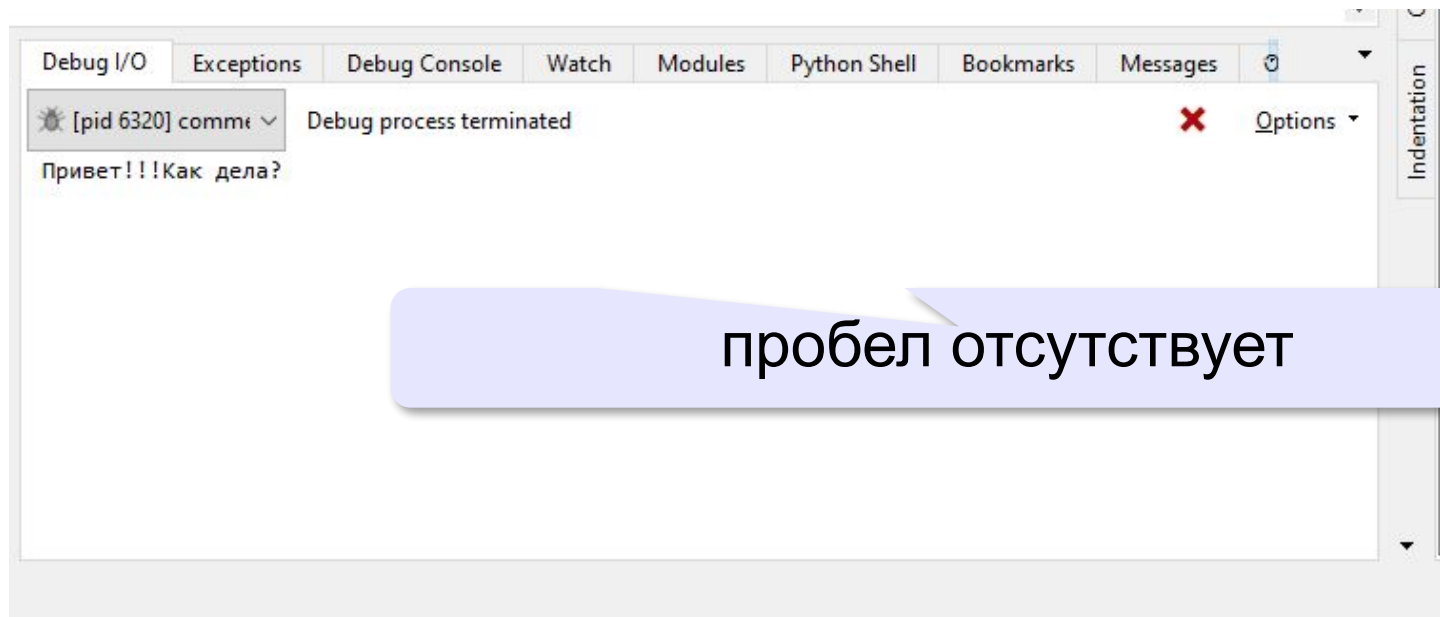 Debug I/O Exceptions Debug Console Watch Modules Python Shell Bookmarks Messages
[pid 6320] comme Debug process terminated Options
Привет!!!Как дела?
пробел отсутствует
Indentation